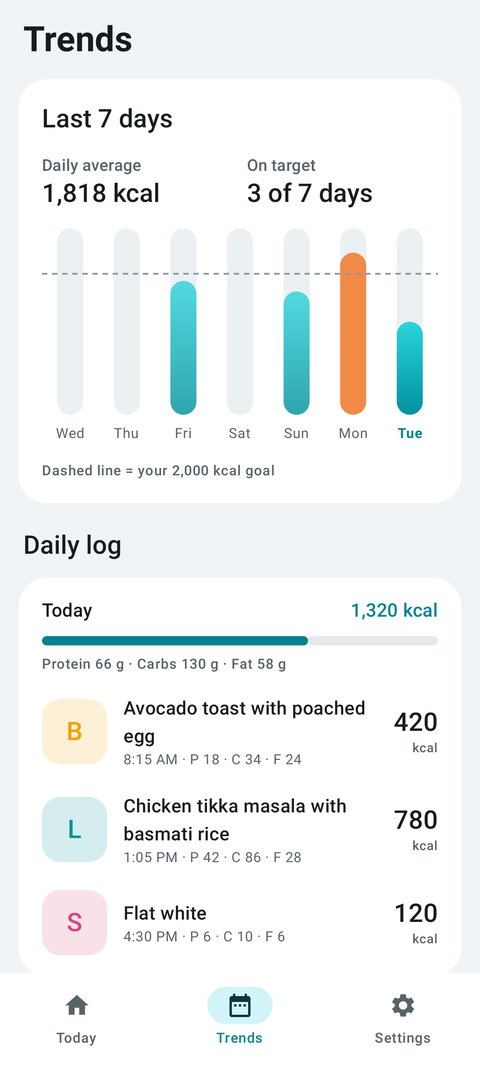 Trends
Last 7 days
Daily average
On target
1,818 kcal
3 of 7 days
Wed Thu Fri Sat Sun Mon Tue
Dashed line = your 2,000 kcal goal
Daily log
Today
1,320 kcal
Protein 66 g · Carbs 130 g · Fat 58 g
B
Avocado toast with poached
egg
8:15 AM · P 18 · C 34 · F 24
420
kcal
L
Chicken tikka masala with
basmati rice
1:05 PM · P 42 · C 86 · F 28
780
kcal
S
Flat white
4:30 PM · P 6 · C 10 · F 6
120
kcal
Today
Trends
Settings